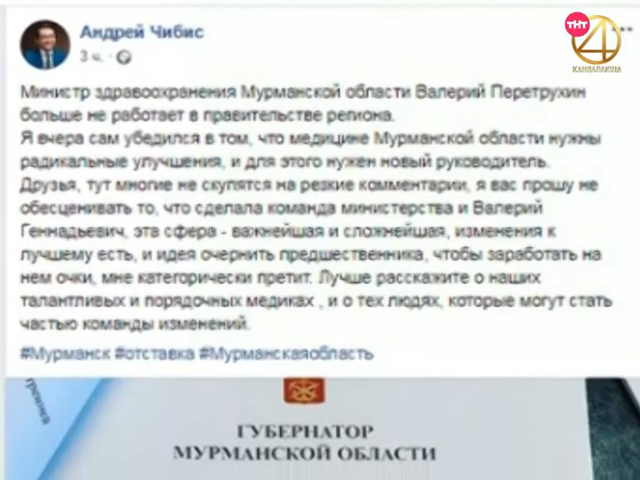 Андрей Чибис
3 ч. ·
ТНТ
4
КАНДАЛАКША
Министр здравоохранения Мурманской области Валерий Перетрухин
больше не работает в правительстве региона.
Я вчера сам убедился в том, что медицине Мурманской области нужны
радикальные улучшения, и для этого нужен новый руководитель.
Друзья, тут многие не скупятся на резкие комментарии, я вас прошу не
обесценивать то, что сделала команда министерства и Валерий
Геннадьевич, эта сфера - важнейшая и сложнейшая, изменения к
лучшему есть, и идея очернить предшественника, чтобы заработать на
нем очки, мне категорически претит. Лучше расскажите о наших
талантливых и порядочных медиках , и о тех людях, которые могут стать
частью команды изменений.
#Мурманск #отставка #Мурманскаяобласть
ГУБЕРНАТОР
МУРМАНСКОЙ ОБЛАСТИ